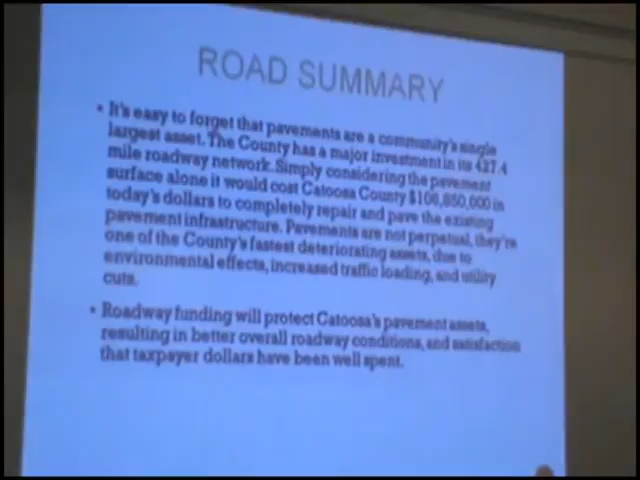 ROAD SUMMARY
• It's easy to forget that pavements are a community's single
largest asset. The County has a major investment in its 427.4
mile roadway network. Simply considering the pavement
surface alone it would cost Catoosa County $106,850,000 in
today's dollars to completely repair and pave the existing
pavement infrastructure. Pavements are not perpetual, they're
one of the County's fastest deteriorating assets, due to
environmental effects, increased traffic loading, and utility
cuts.
• Roadway funding will protect Catoosa's pavement assets,
resulting in better overall roadway conditions, and satisfaction
that taxpayer dollars have been well spent.